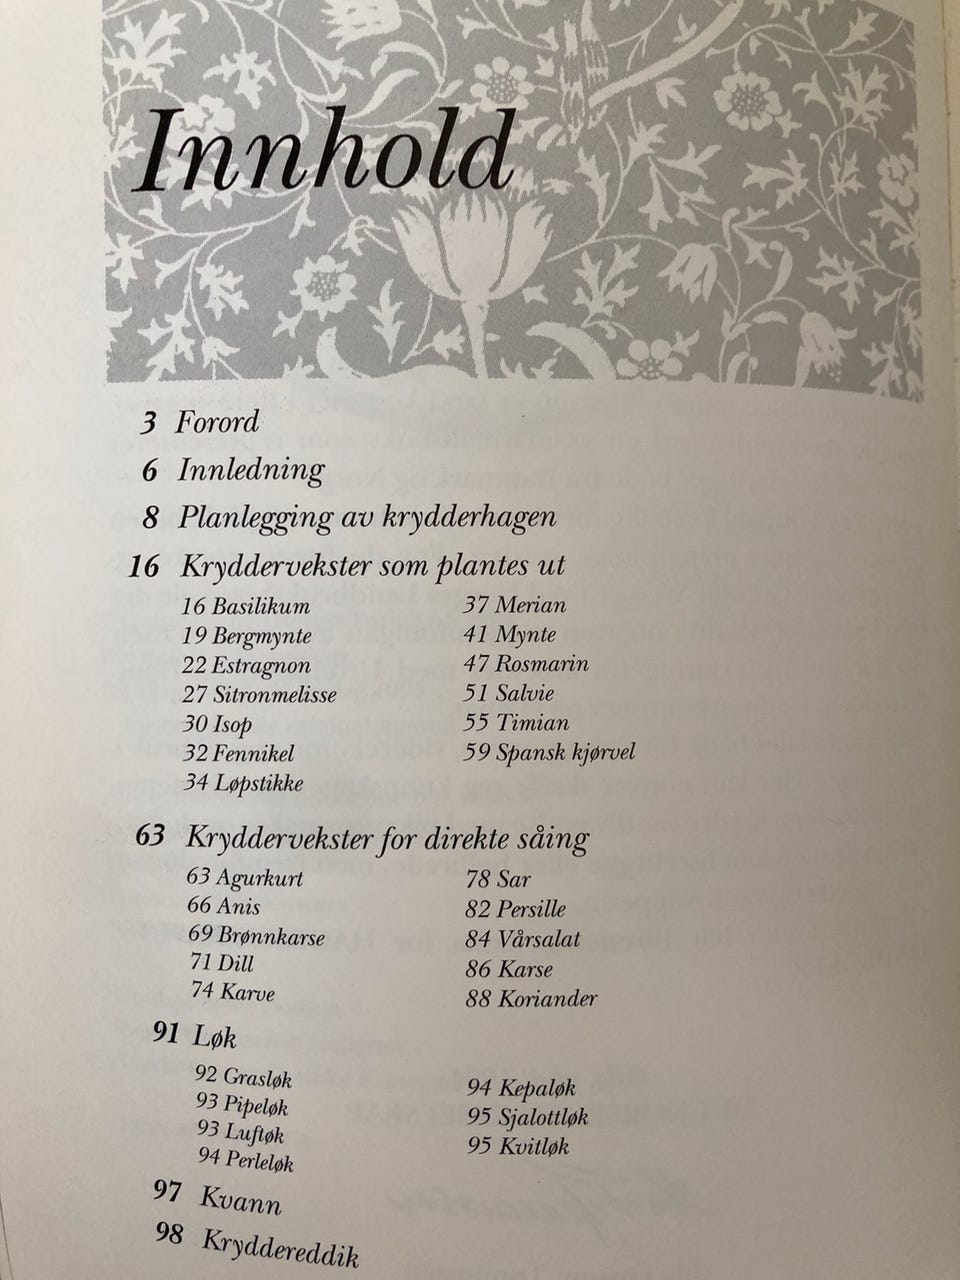 Innhold
3 Forord
6 Innledning
8 Planlegging av krydderhagen
16 Kryddervekster som plantes ut
16 Basilikum
19 Bergmynte
22 Estragnon
27 Sitronmelisse
30 Isop
32 Fennikel
34 Løpstikke
37 Merian
41 Mynte
47 Rosmarin
51 Salvie
55 Timian
59 Spansk kjørvel
63 Kryddervekster for direkte såing
63 Agurkurt
66 Anis
69 Brønnkarse
71 Dill
74 Karve
78 Sar
82 Persille
84 Vårsalat
86 Karse
88 Koriander
91 Løk
92 Grasløk
93 Pipeløk
93 Luftøk
94 Perleløk
94 Kepaløk
95 Sjalottløk
95 Kvitløk
97 Kvann
98 Kryddereddik